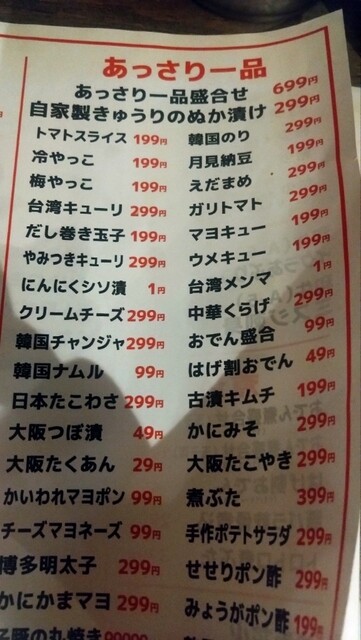 あっさり一品
あっさり一品盛合せ 699円
自家製きゅうりのぬか漬け 299円
トマトスライス 199円 韓国のり 299円
冷やっこ 199円 月見納豆 199円
梅やっこ 199円 えだまめ 199円
台湾キューリ 299円 ガリトマト 299円
だし巻き玉子 199円 マヨキュー 199円
やみつきキューリ 299円 ウメキュー 199円
にんにくシソ漬 1円 台湾メンマ 1円
クリームチーズ 299円 中華くらげ 299円
韓国チャンジャ 299円 おでん盛合 99円
韓国ナムル 99円 はげ割おでん 49円
日本たこわさ 299円 古漬キムチ 199円
大阪つぼ漬 49円 かにみそ 299円
大阪たくあん 29円 大阪たこやき 299円
かいわれマヨポン 99円 煮ぶた 399円
チーズマヨネーズ 99円 手作ポテトサラダ 299円
博多明太子 299円 せせりポン酢 299円
かにかまマヨ 299円 みょうがポン酢 199円
子豚の丸焼き